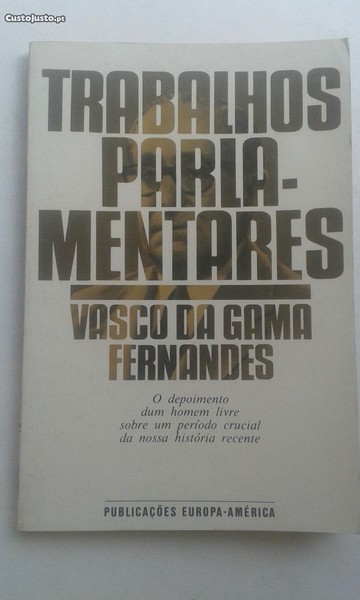 CustoJusto.pt
TRABALHOS
PARLA-
MENTARES
VASCO DA GAMA
FERNANDES
O depoimento
dum homem livre
sobre um período crucial
da nossa história recente
PUBLICAÇÕES EUROPA-AMÉRICA